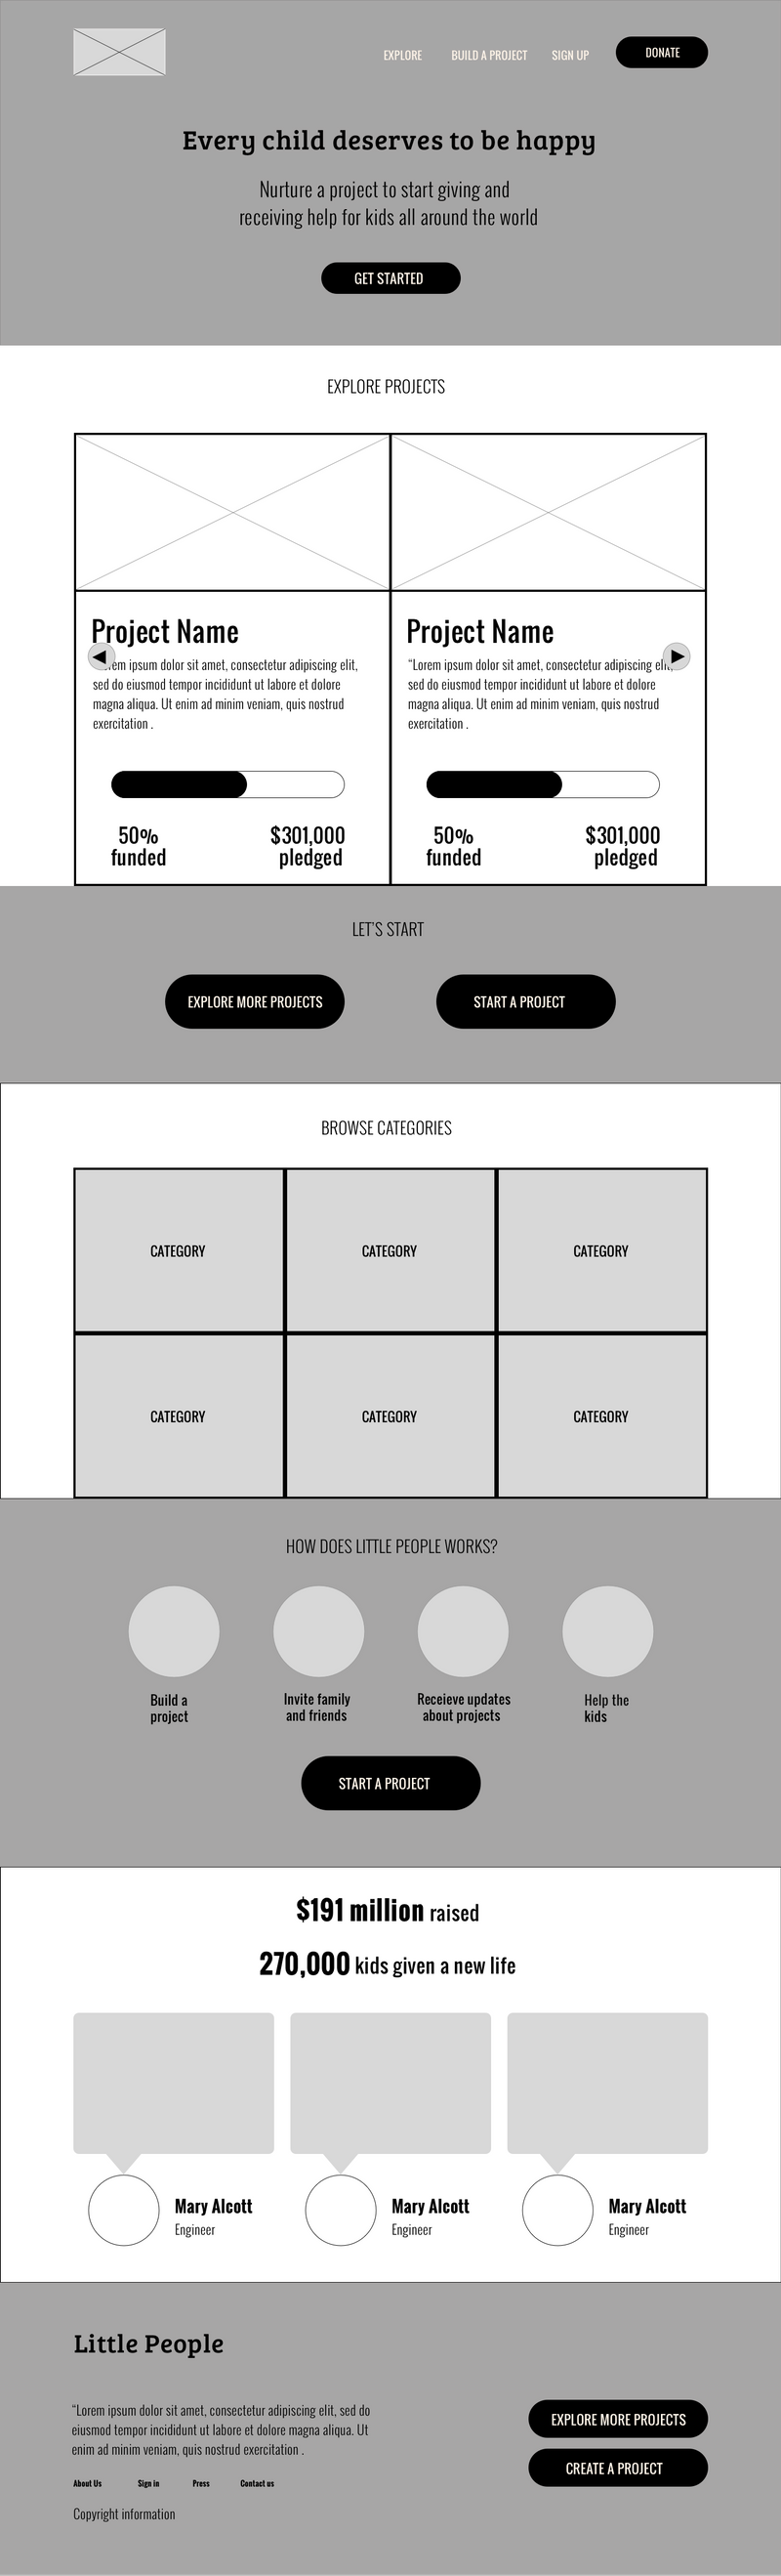 EXPLORE BUILD A PROJECT SIGN UP DONATE
Every child deserves to be happy
Nurture a project to start giving and
receiving help for kids all around the world
GET STARTED
EXPLORE PROJECTS
Project Name
ipsum dolor sit amet, consectetur adipiscing elit,
sed do eiusmod tempor incididunt ut labore et dolore
magna aliqua. Ut enim ad minim veniam, quis nostrud
exercitation .
50%
funded
$301,000
pledged
Project Name
“Lorem ipsum dolor sit amet, consectetur adipiscing elit,
sed do eiusmod tempor incididunt ut labore et dolore
magna aliqua. Ut enim ad minim veniam, quis nostrud
exercitation .
50%
funded
$301,000
pledged
LET’S START
EXPLORE MORE PROJECTS
START A PROJECT
BROWSE CATEGORIES
CATEGORY
CATEGORY
CATEGORY
CATEGORY
CATEGORY
CATEGORY
HOW DOES LITTLE PEOPLE WORKS?
Build a
project
Invite family
and friends
Receieve updates
about projects
Help the
kids
START A PROJECT
$191 million raised
270,000 kids given a new life
Mary Alcott
Engineer
Mary Alcott
Engineer
Mary Alcott
Engineer
Little People
“Lorem ipsum dolor sit amet, consectetur adipiscing elit, sed do
eiusmod tempor incididunt ut labore et dolore magna aliqua. Ut
enim ad minim veniam, quis nostrud exercitation .
About Us Sign in Press Contact us
Copyright information
EXPLORE MORE PROJECTS
CREATE A PROJECT